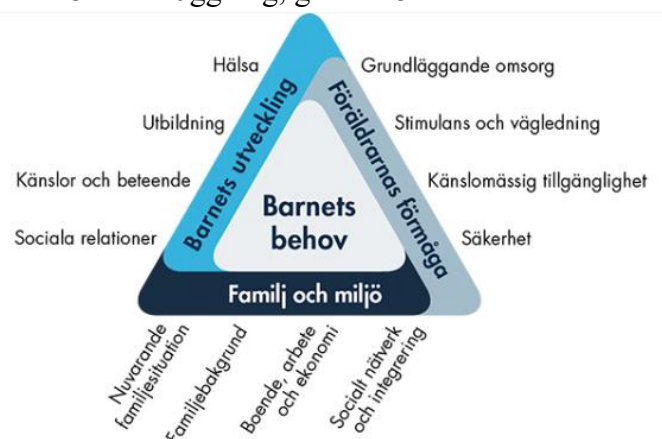 Hälsa
Utbildning
Känslor och beteende
Sociala relationer
Barnets utveckling
Grundläggande omsorg
Stimulans och vägledning
Känslomässig tillgänglighet
Säkerhet
Föräldrarnas förmåga
Barnets
behov
Familj och miljö
Nuvarande
familjesituation
Familjebakgrund
Boende, arbete
och ekonomi
Socialt nätverk
och integrering